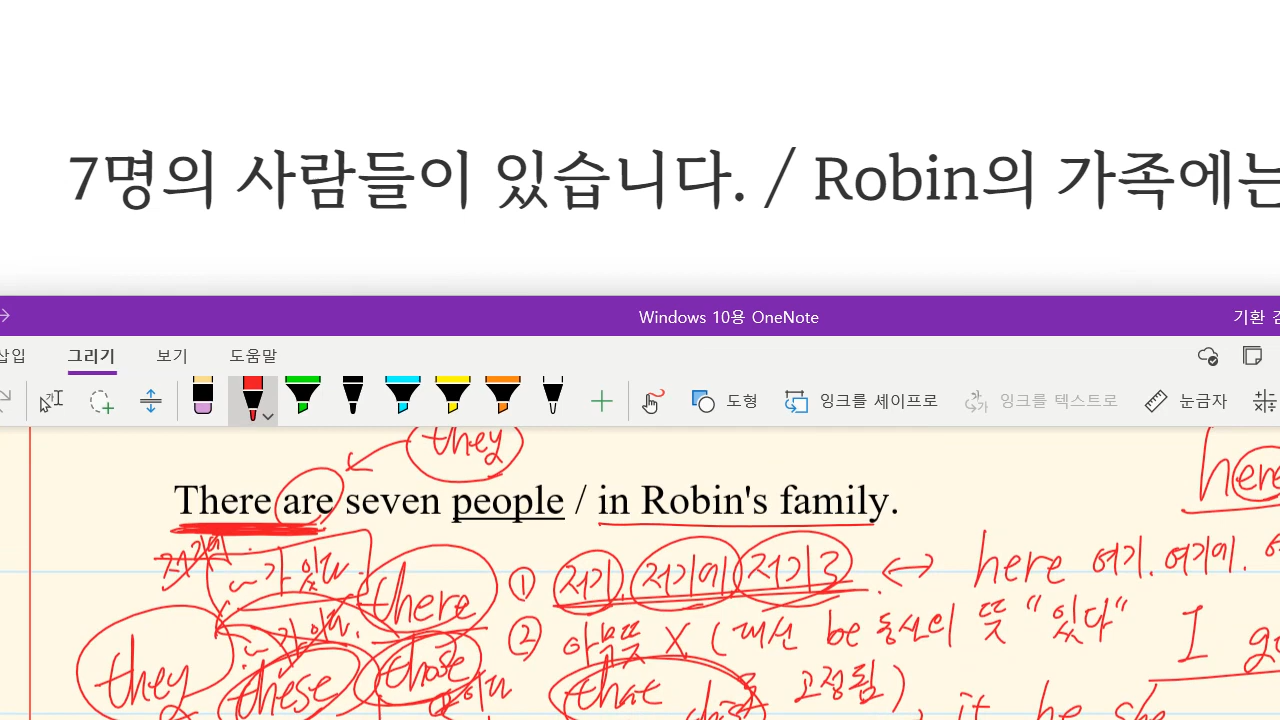 7명의 사람들이 있습니다. / Robin의 가족에는
Windows 10용 OneNote
기환
삽입 그리기 보기 도움말
도형 잉크를 셰이프로 잉크를 텍스트로 눈금자
they
here
There are seven people / in Robin's family.
저기에. ~가 있다. there ① 저기. 저기에. 저기로 ↔ here 여기. 여기에.
② 아무뜻 X (대신 be 동사의 뜻 "있다"
I go
they these those that 고정됨)
it he she